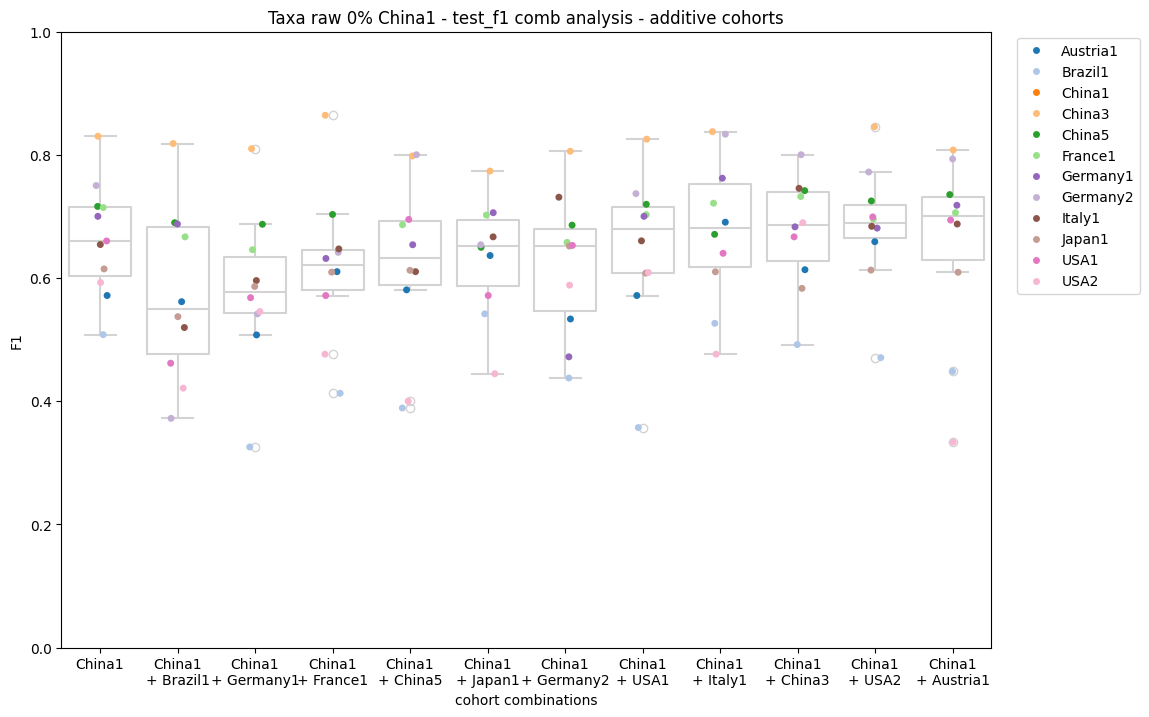 Taxa raw 0% China1 - test_f1 comb analysis - additive cohorts
F1
1.0
0.8
0.6
0.4
0.2
0.0
China1
China1
+ Brazil1
China1
+ Germany1
China1
+ France1
China1
+ China5
China1
+ Japan1
China1
+ Germany2
China1
+ USA1
China1
+ Italy1
China1
+ China3
China1
+ USA2
China1
+ Austria1
cohort combinations
Austria1
Brazil1
China1
China3
China5
France1
Germany1
Germany2
Italy1
Japan1
USA1
USA2